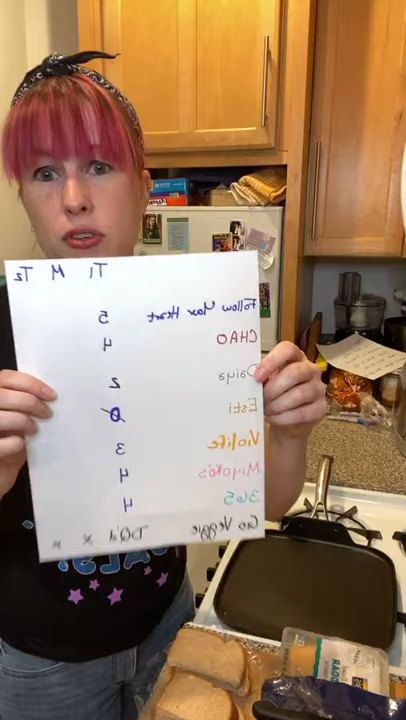 T1 M T2
Follow Your Heart 5
CHAO 4
Daiya 2
Esti 0
Violife 3
Miyoko's 4
365 4
Go Veggie DQ'd x x